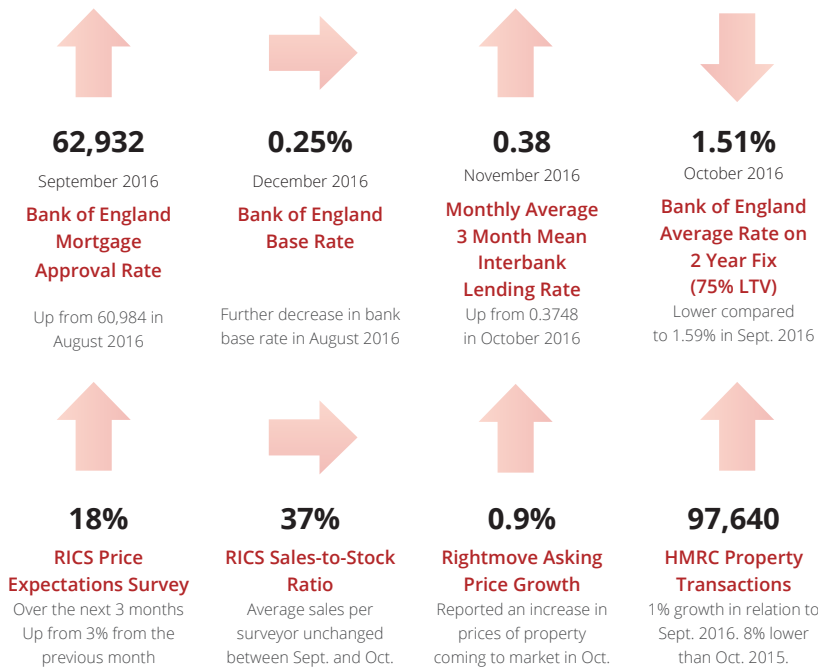 62,932
September 2016
Bank of England
Mortgage
Approval Rate
Up from 60,984 in
August 2016
0.25%
December 2016
Bank of England
Base Rate
Further decrease in bank
base rate in August 2016
0.38
November 2016
Monthly Average
3 Month Mean
Interbank
Lending Rate
Up from 0.3748
in October 2016
1.51%
October 2016
Bank of England
Average Rate on
2 Year Fix
(75% LTV)
Lower compared
to 1.59% in Sept. 2016
18%
RICS Price
Expectations Survey
Over the next 3 months
Up from 3% from the
previous month
37%
RICS Sales-to-Stock
Ratio
Average sales per
surveyor unchanged
between Sept. and Oct.
0.9%
Rightmove Asking
Price Growth
Reported an increase in
prices of property
coming to market in Oct.
97,640
HMRC Property
Transactions
1% growth in relation to
Sept. 2016. 8% lower
than Oct. 2015.